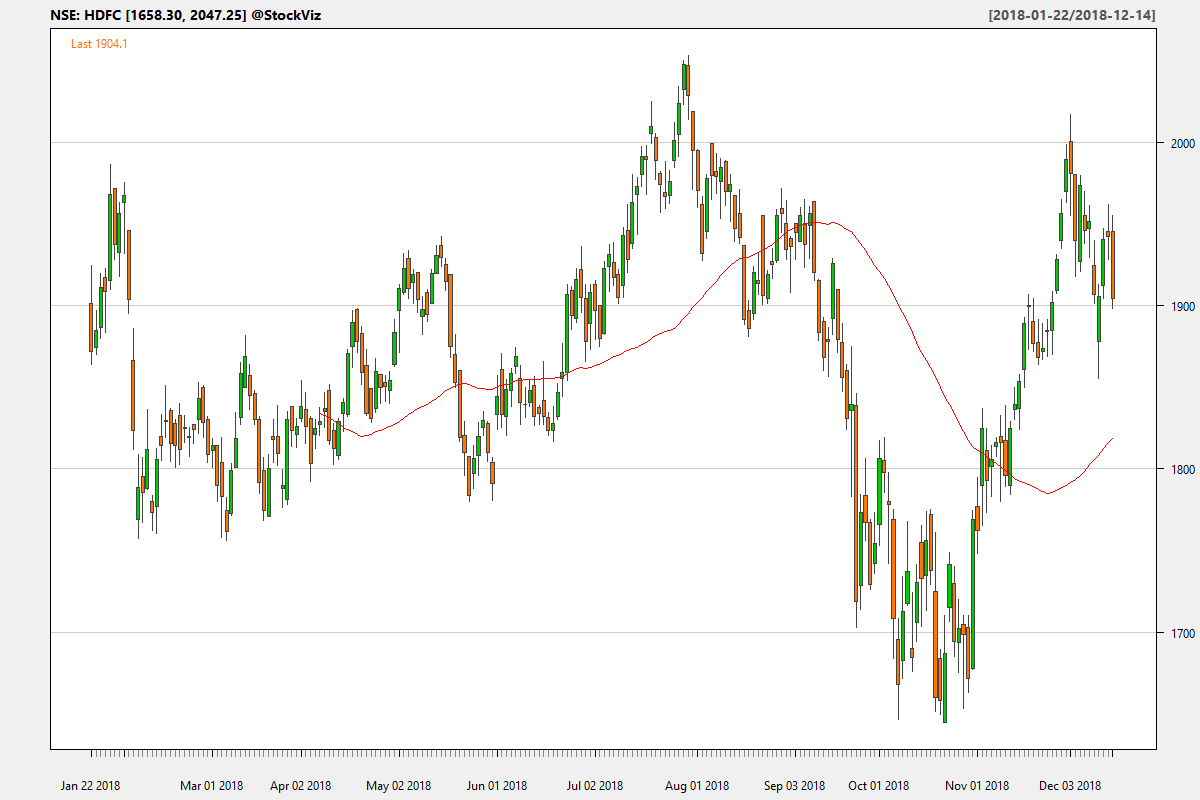 NSE: HDFC [1658.30, 2047.25] @StockViz
[2018-01-22/2018-12-14]
Last 1904.1
2000
1900
1800
1700
Jan 22 2018 Mar 01 2018 Apr 02 2018 May 02 2018 Jun 01 2018 Jul 02 2018 Aug 01 2018 Sep 03 2018 Oct 01 2018 Nov 01 2018 Dec 03 2018